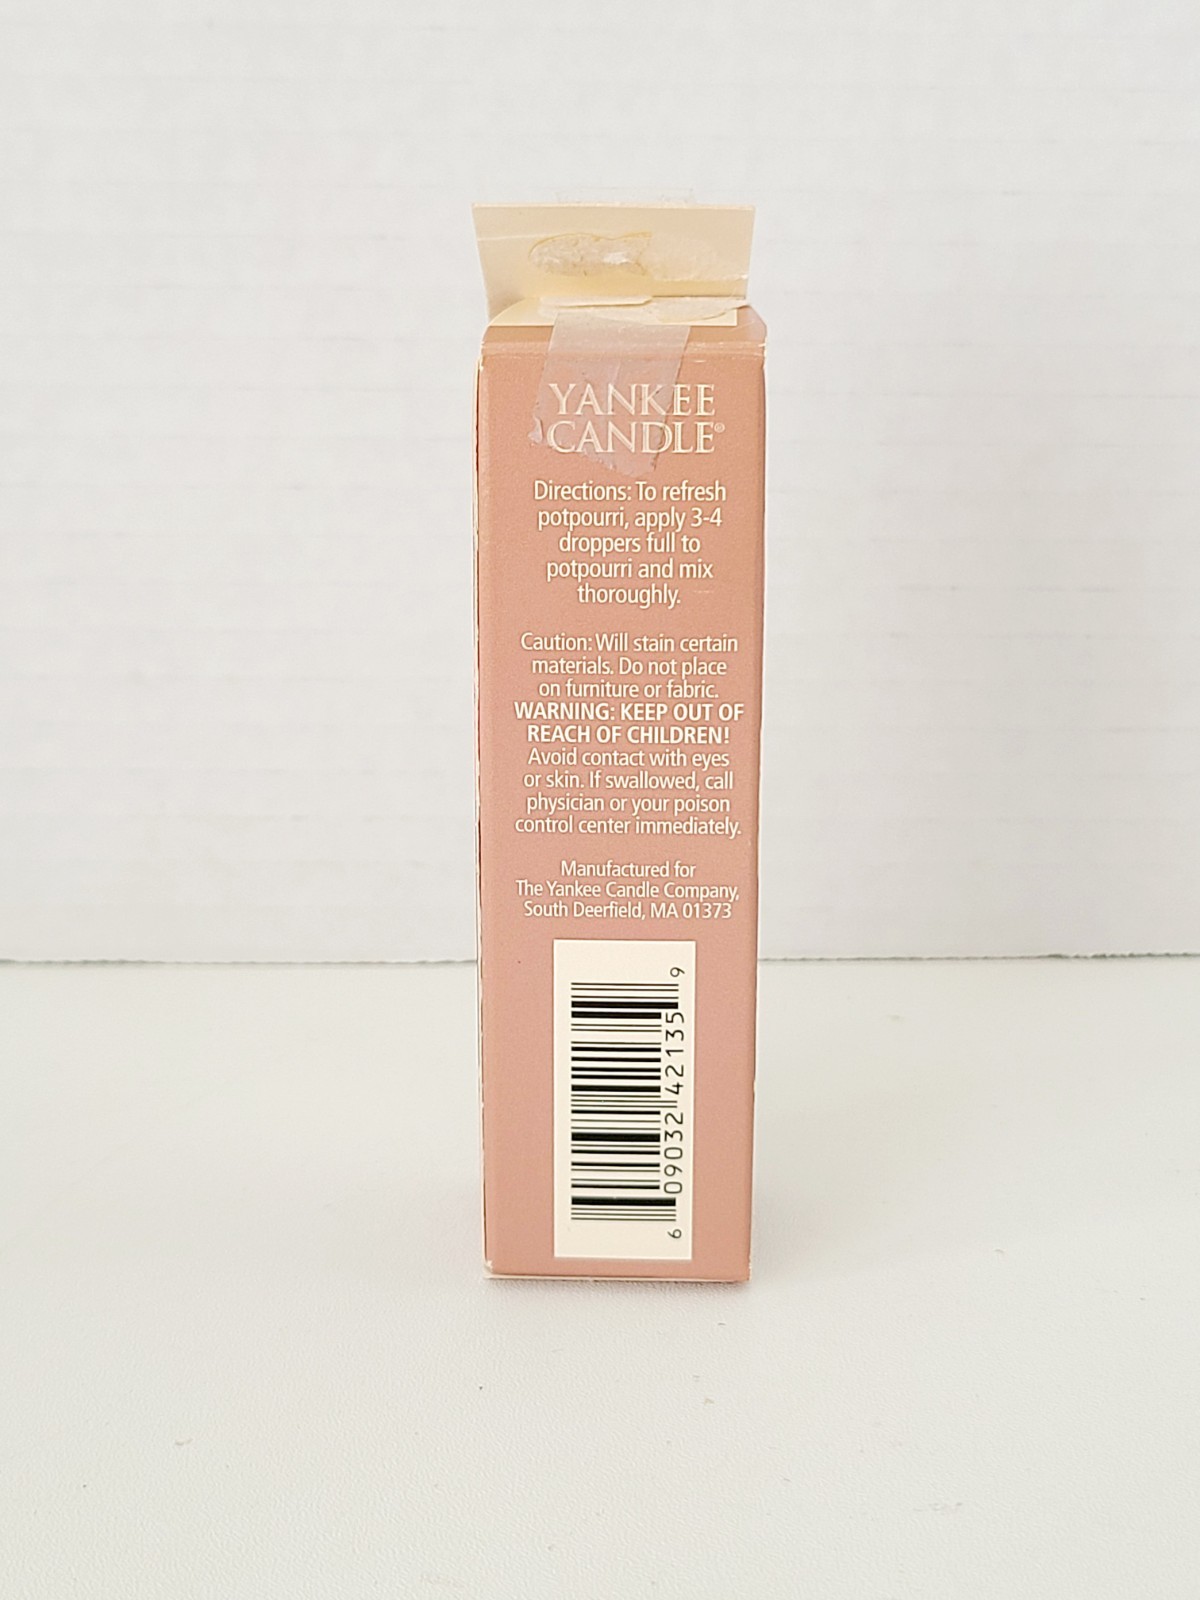 YANKEE
CANDLE®
Directions: To refresh
potpourri, apply 3-4
droppers full to
potpourri and mix
thoroughly.
Caution: Will stain certain
materials. Do not place
on furniture or fabric.
WARNING: KEEP OUT OF
REACH OF CHILDREN!
Avoid contact with eyes
or skin. If swallowed, call
physician or your poison
control center immediately.
Manufactured for
The Yankee Candle Company,
South Deerfield, MA 01373
6 09032 42135 9